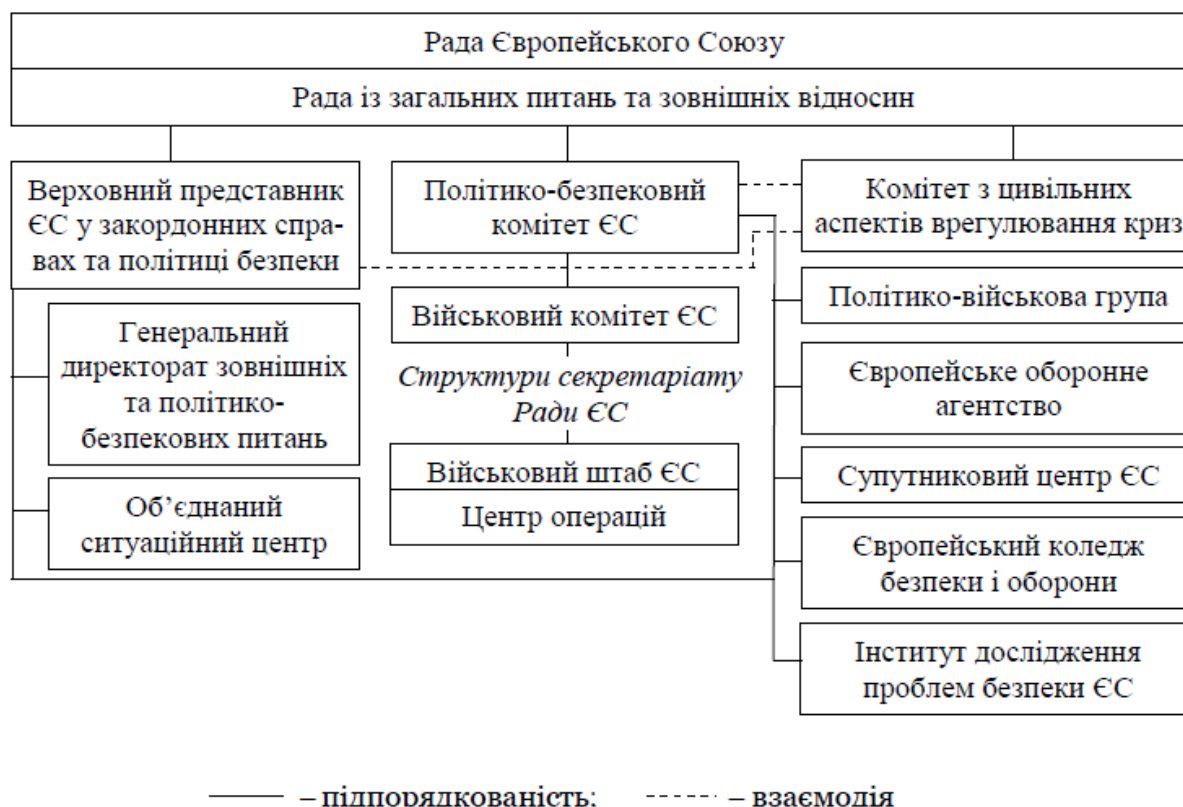 Рада Європейського Союзу
Рада із загальних питань та зовнішніх відносин
Верховний представник
ЄС у закордонних спра-
вах та політиці безпеки
Генеральний
директорат зовнішніх
та політико-
безпекових питань
Об’єднаний
ситуаційний центр
Політико-безпековий
комітет ЄС
Військовий комітет ЄС
Структури секретаріату
Ради ЄС
Військовий штаб ЄС
Центр операцій
Комітет з цивільних
аспектів врегулювання криз
Політико-військова група
Європейське оборонне
агентство
Супутниковий центр ЄС
Європейський коледж
безпеки і оборони
Інститут дослідження
проблем безпеки ЄС
– підпорядкованість; – взаємодія